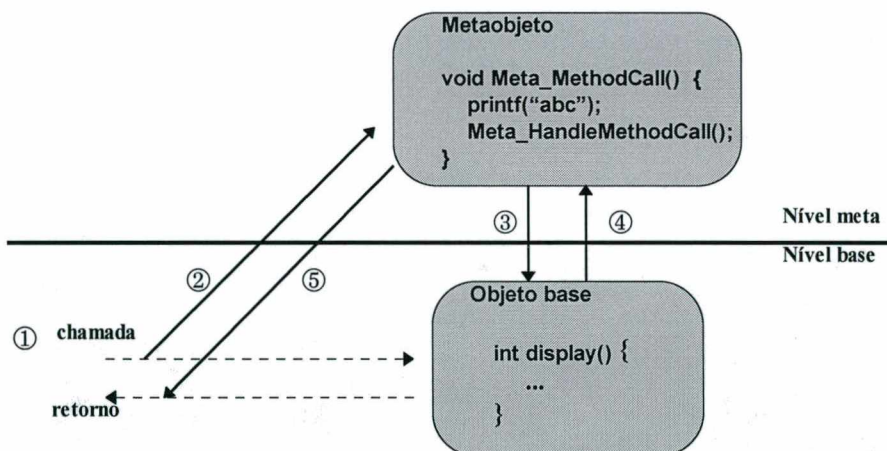 Metaobjeto
void Meta_MethodCall() {
printf(“abc”);
Meta_HandleMethodCall();
}
③
④
Nível meta
Nível base
②
⑤
Objeto base
①
chamada
int display() {
...
retorno
}